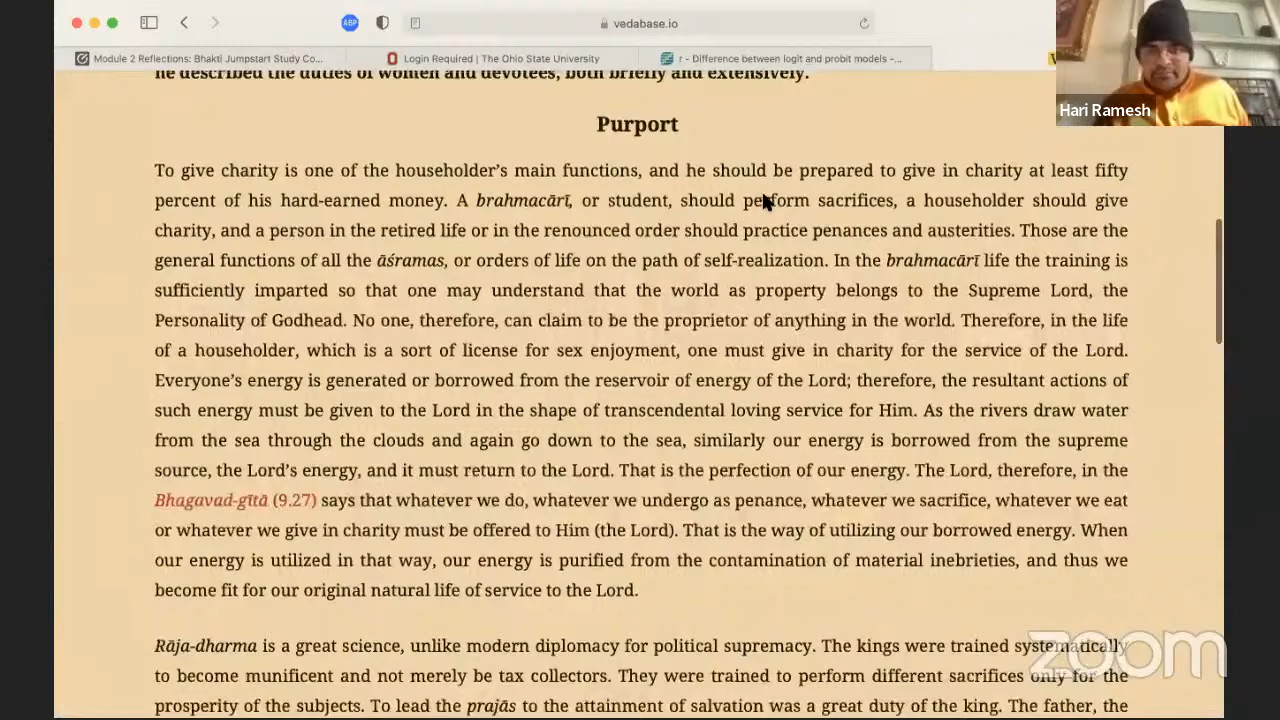 ABP
vedabase.io
Module 2 Reflections: Bhakti Jumpstart Study Co...
Login Required | The Ohio State University
r - Difference between logit and probit models -...
he described the duties of women and devotees, both briefly and extensively.
Hari Ramesh
Purport
To give charity is one of the householder's main functions, and he should be prepared to give in charity at least fifty
percent of his hard-earned money. A brahmacārī, or student, should perform sacrifices, a householder should give
charity, and a person in the retired life or in the renounced order should practice penances and austerities. Those are the
general functions of all the āśramas, or orders of life on the path of self-realization. In the brahmacārī life the training is
sufficiently imparted so that one may understand that the world as property belongs to the Supreme Lord, the
Personality of Godhead. No one, therefore, can claim to be the proprietor of anything in the world. Therefore, in the life
of a householder, which is a sort of license for sex enjoyment, one must give in charity for the service of the Lord.
Everyone's energy is generated or borrowed from the reservoir of energy of the Lord; therefore, the resultant actions of
such energy must be given to the Lord in the shape of transcendental loving service for Him. As the rivers draw water
from the sea through the clouds and again go down to the sea, similarly our energy is borrowed from the supreme
source, the Lord's energy, and it must return to the Lord. That is the perfection of our energy. The Lord, therefore, in the
Bhagavad-gītā (9.27) says that whatever we do, whatever we undergo as penance, whatever we sacrifice, whatever we eat
or whatever we give in charity must be offered to Him (the Lord). That is the way of utilizing our borrowed energy. When
our energy is utilized in that way, our energy is purified from the contamination of material inebrieties, and thus we
become fit for our original natural life of service to the Lord.
Rāja-dharma is a great science, unlike modern diplomacy for political supremacy. The kings were trained systematically
to become munificent and not merely be tax collectors. They were trained to perform different sacrifices only for the
prosperity of the subjects. To lead the prajās to the attainment of salvation was a great duty of the king. The father, the
zoom